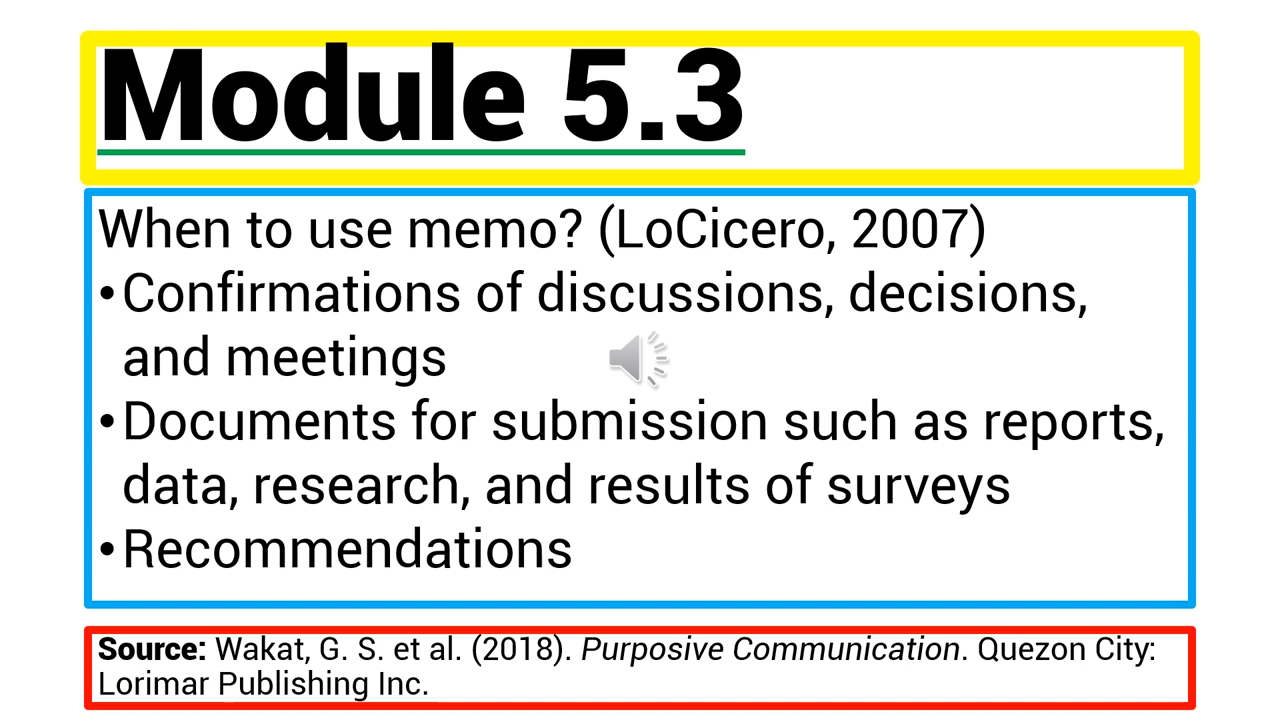 Module 5.3
When to use memo? (LoCicero, 2007)
•Confirmations of discussions, decisions,
and meetings
•Documents for submission such as reports,
data, research, and results of surveys
•Recommendations
Source: Wakat, G. S. et al. (2018). Purposive Communication. Quezon City:
Lorimar Publishing Inc.